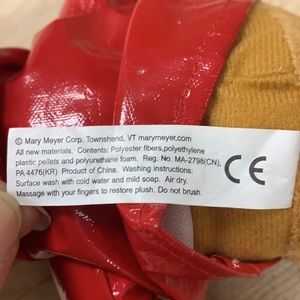 © Mary Meyer Corp. Townshend, VT marymeyer.com
All new materials. Contents: Polyester fibers,polyethylene
plastic pellets and polyurethane foam. Reg. No. MA-2798(CN),
PA 4476(KR) Product of China. Washing instructions:
Surface wash with cold water and mild soap. Air dry.
Massage with your fingers to restore plush. Do not brush.
CE